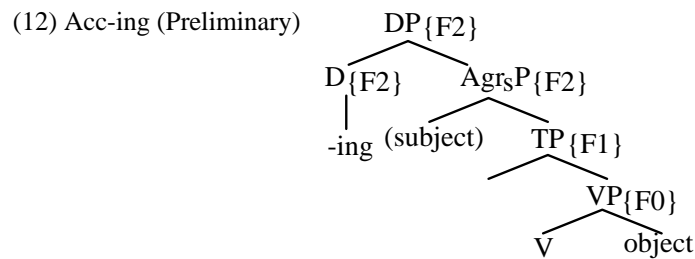 (12) Acc-ing (Preliminary) DP{F2}
D{F2} AgrsP{F2}
-ing (subject) TP{F1}
VP{F0}
V object